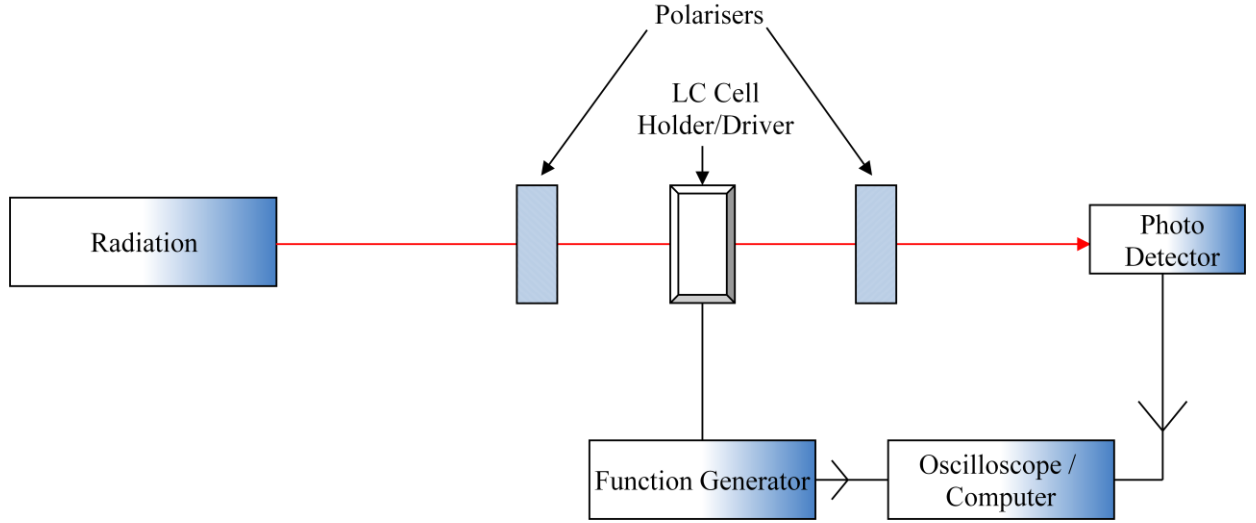 Polarisers
LC Cell
Holder/Driver
Radiation
Photo
Detector
Function Generator
Oscilloscope /
Computer